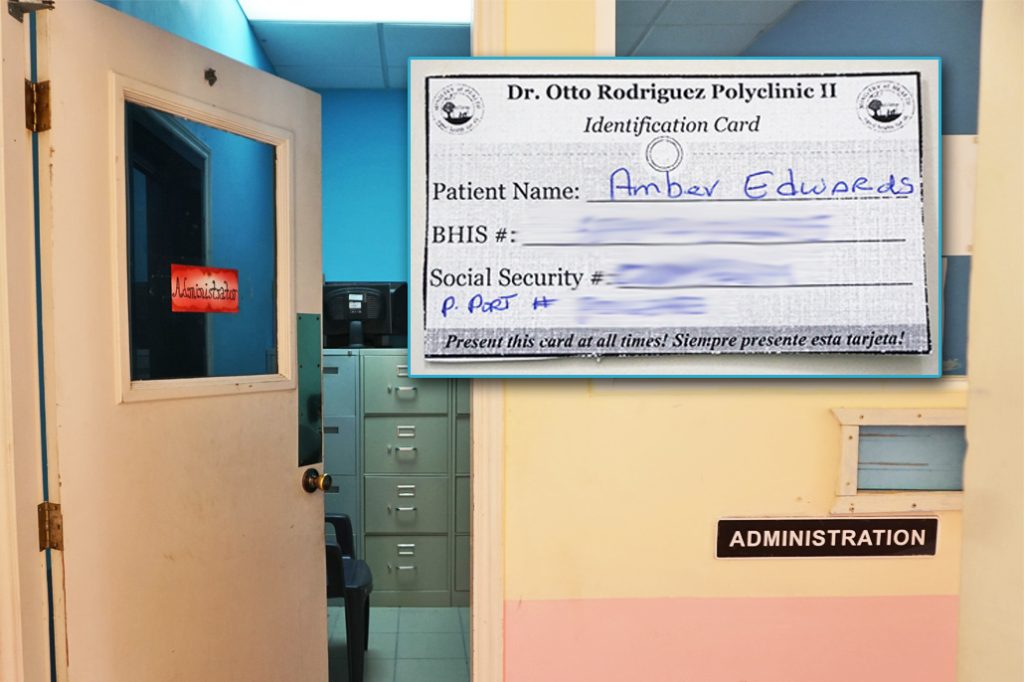 Dr. Otto Rodriguez Polyclinic II
Identification Card
Patient Name: Amber Edwards
BHIS #:
Social Security #
P. PORT #
Present this card at all times! Siempre presente esta tarjeta!
Administrator
ADMINISTRATION